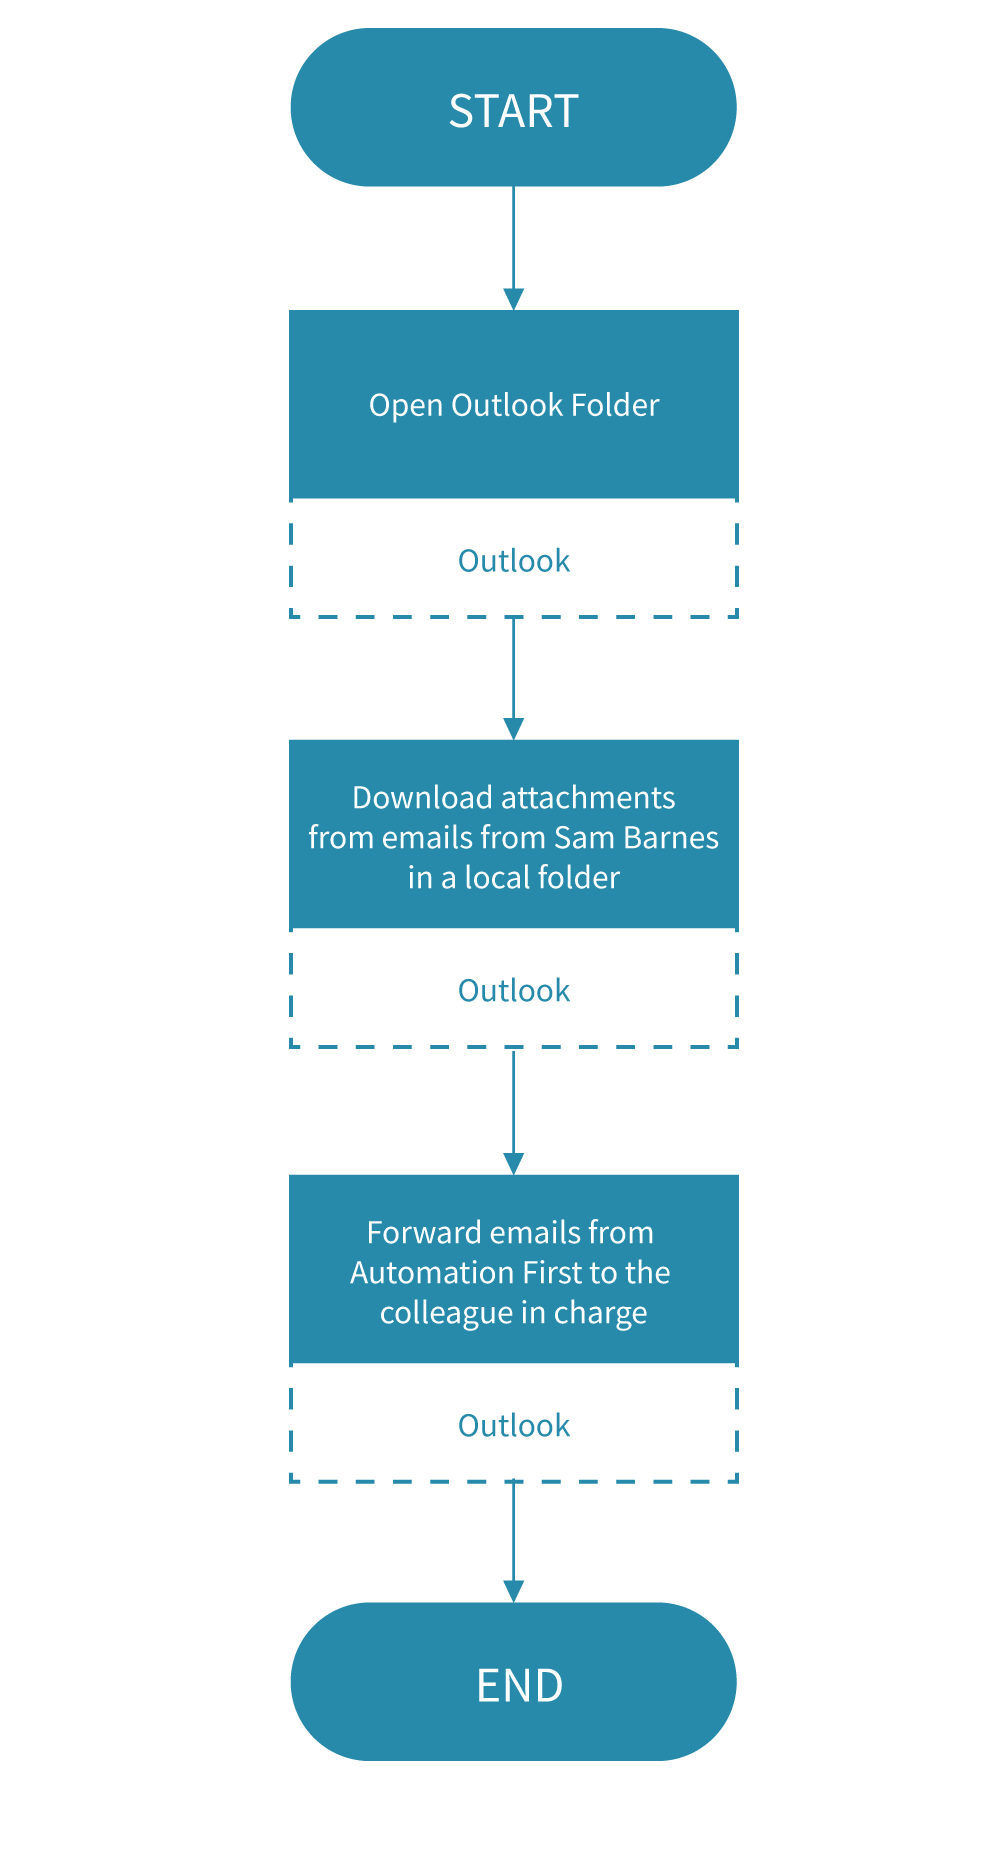 START
Open Outlook Folder
Outlook
Download attachments
from emails from Sam Barnes
in a local folder
Outlook
Forward emails from
Automation First to the
colleague in charge
Outlook
END